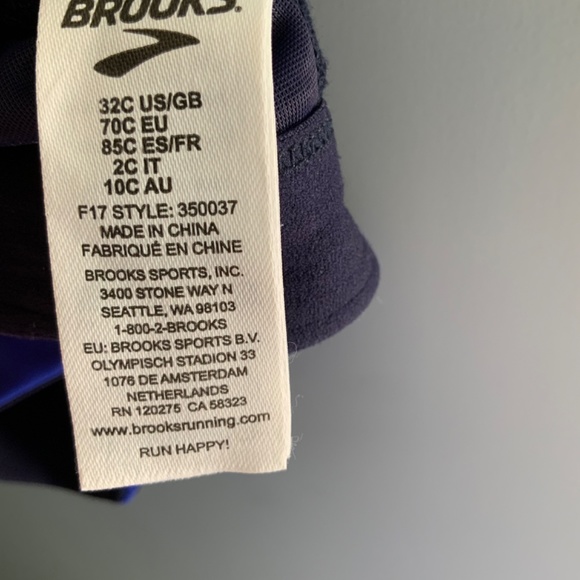 BROOKS
32C US/GB
70C EU
85C ES/FR
2C IT
10C AU
F17 STYLE: 350037
MADE IN CHINA
FABRIQUÉ EN CHINE
BROOKS SPORTS, INC.
3400 STONE WAY N
SEATTLE, WA 98103
1-800-2-BROOKS
EU: BROOKS SPORTS B.V.
OLYMPISCH STADION 33
1076 DE AMSTERDAM
NETHERLANDS
RN 120275 CA 58323
www.brooksrunning.com
RUN HAPPY!